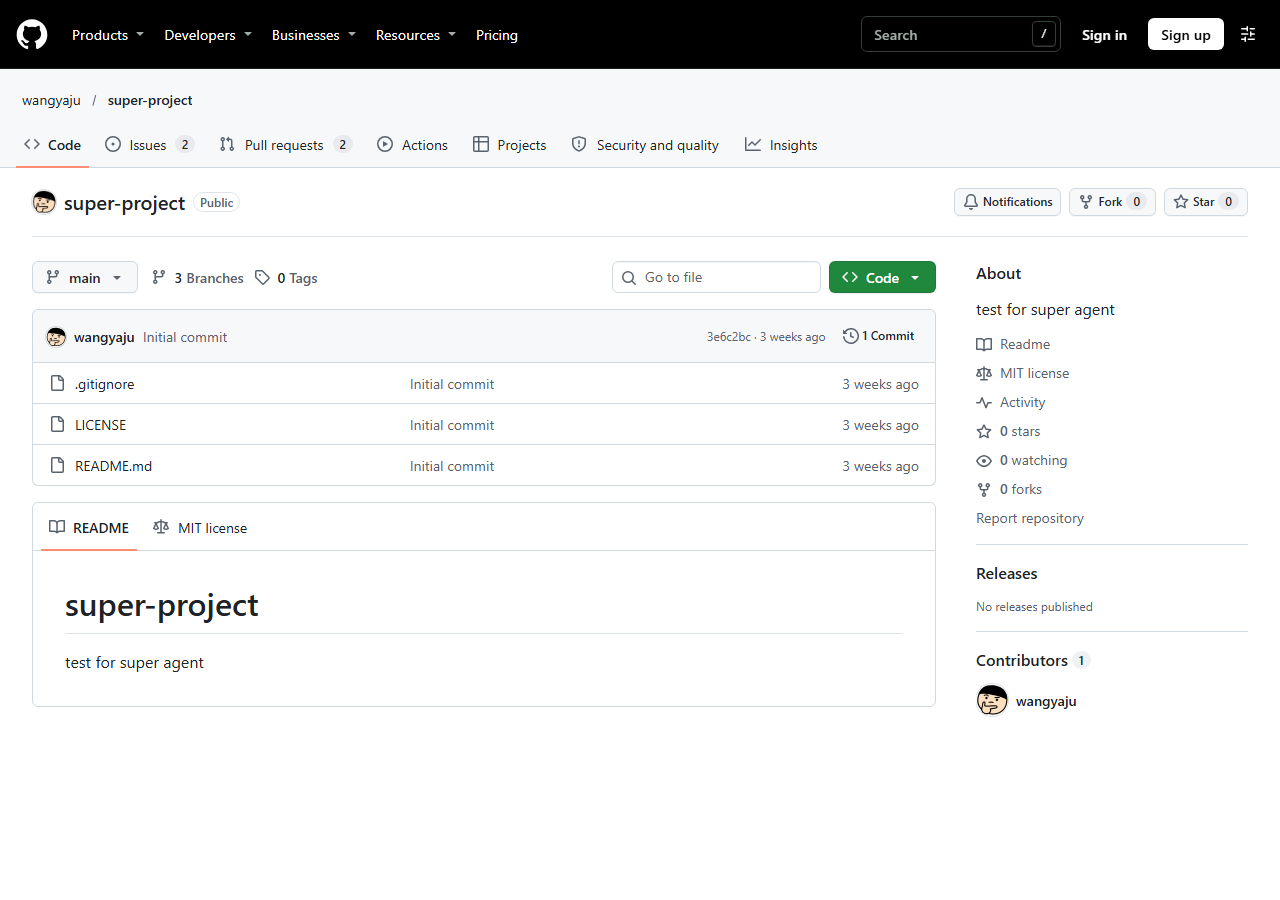 Products Developers Businesses Resources Pricing Search / Sign in Sign up
wangyaju / super-project
Code Issues 2 Pull requests 2 Actions Projects Security and quality Insights
super-project Public Notifications Fork 0 Star 0
main 3 Branches 0 Tags Go to file Code
wangyaju Initial commit 3e6c2bc · 3 weeks ago 1 Commit
.gitignore Initial commit 3 weeks ago
LICENSE Initial commit 3 weeks ago
README.md Initial commit 3 weeks ago
README MIT license
super-project
test for super agent
About
test for super agent
Readme
MIT license
Activity
0 stars
0 watching
0 forks
Report repository
Releases
No releases published
Contributors 1
wangyaju